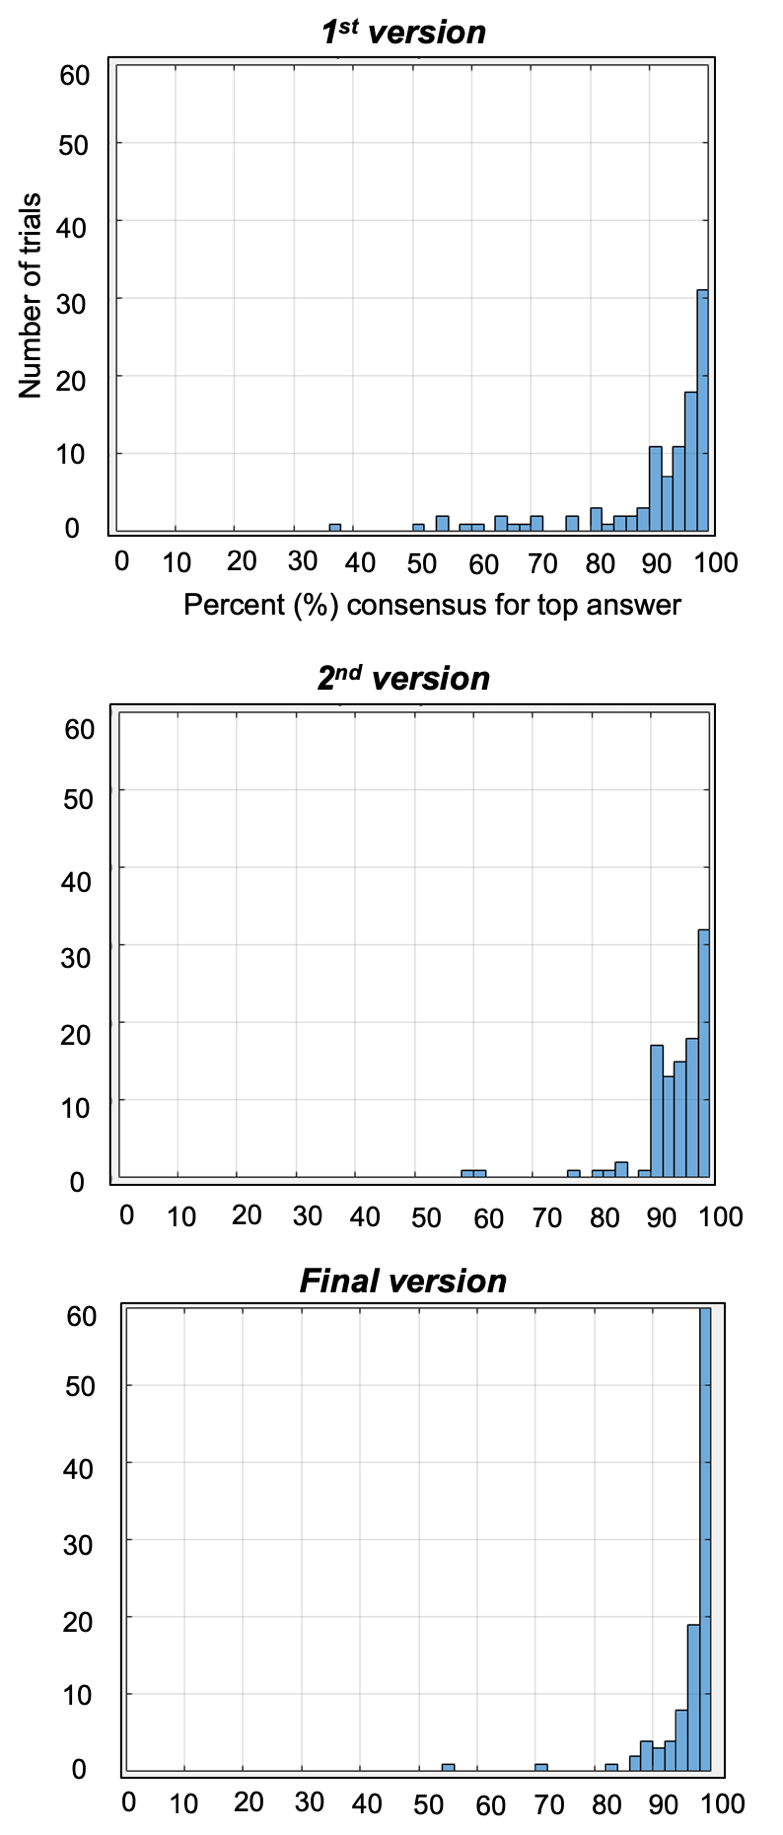 1st version
60
50
40
30
20
10
0
Number of trials
0 10 20 30 40 50 60 70 80 90 100
Percent (%) consensus for top answer
2nd version
60
50
40
30
20
10
0
0 10 20 30 40 50 60 70 80 90 100
Final version
60
50
40
30
20
10
0
0 10 20 30 40 50 60 70 80 90 100